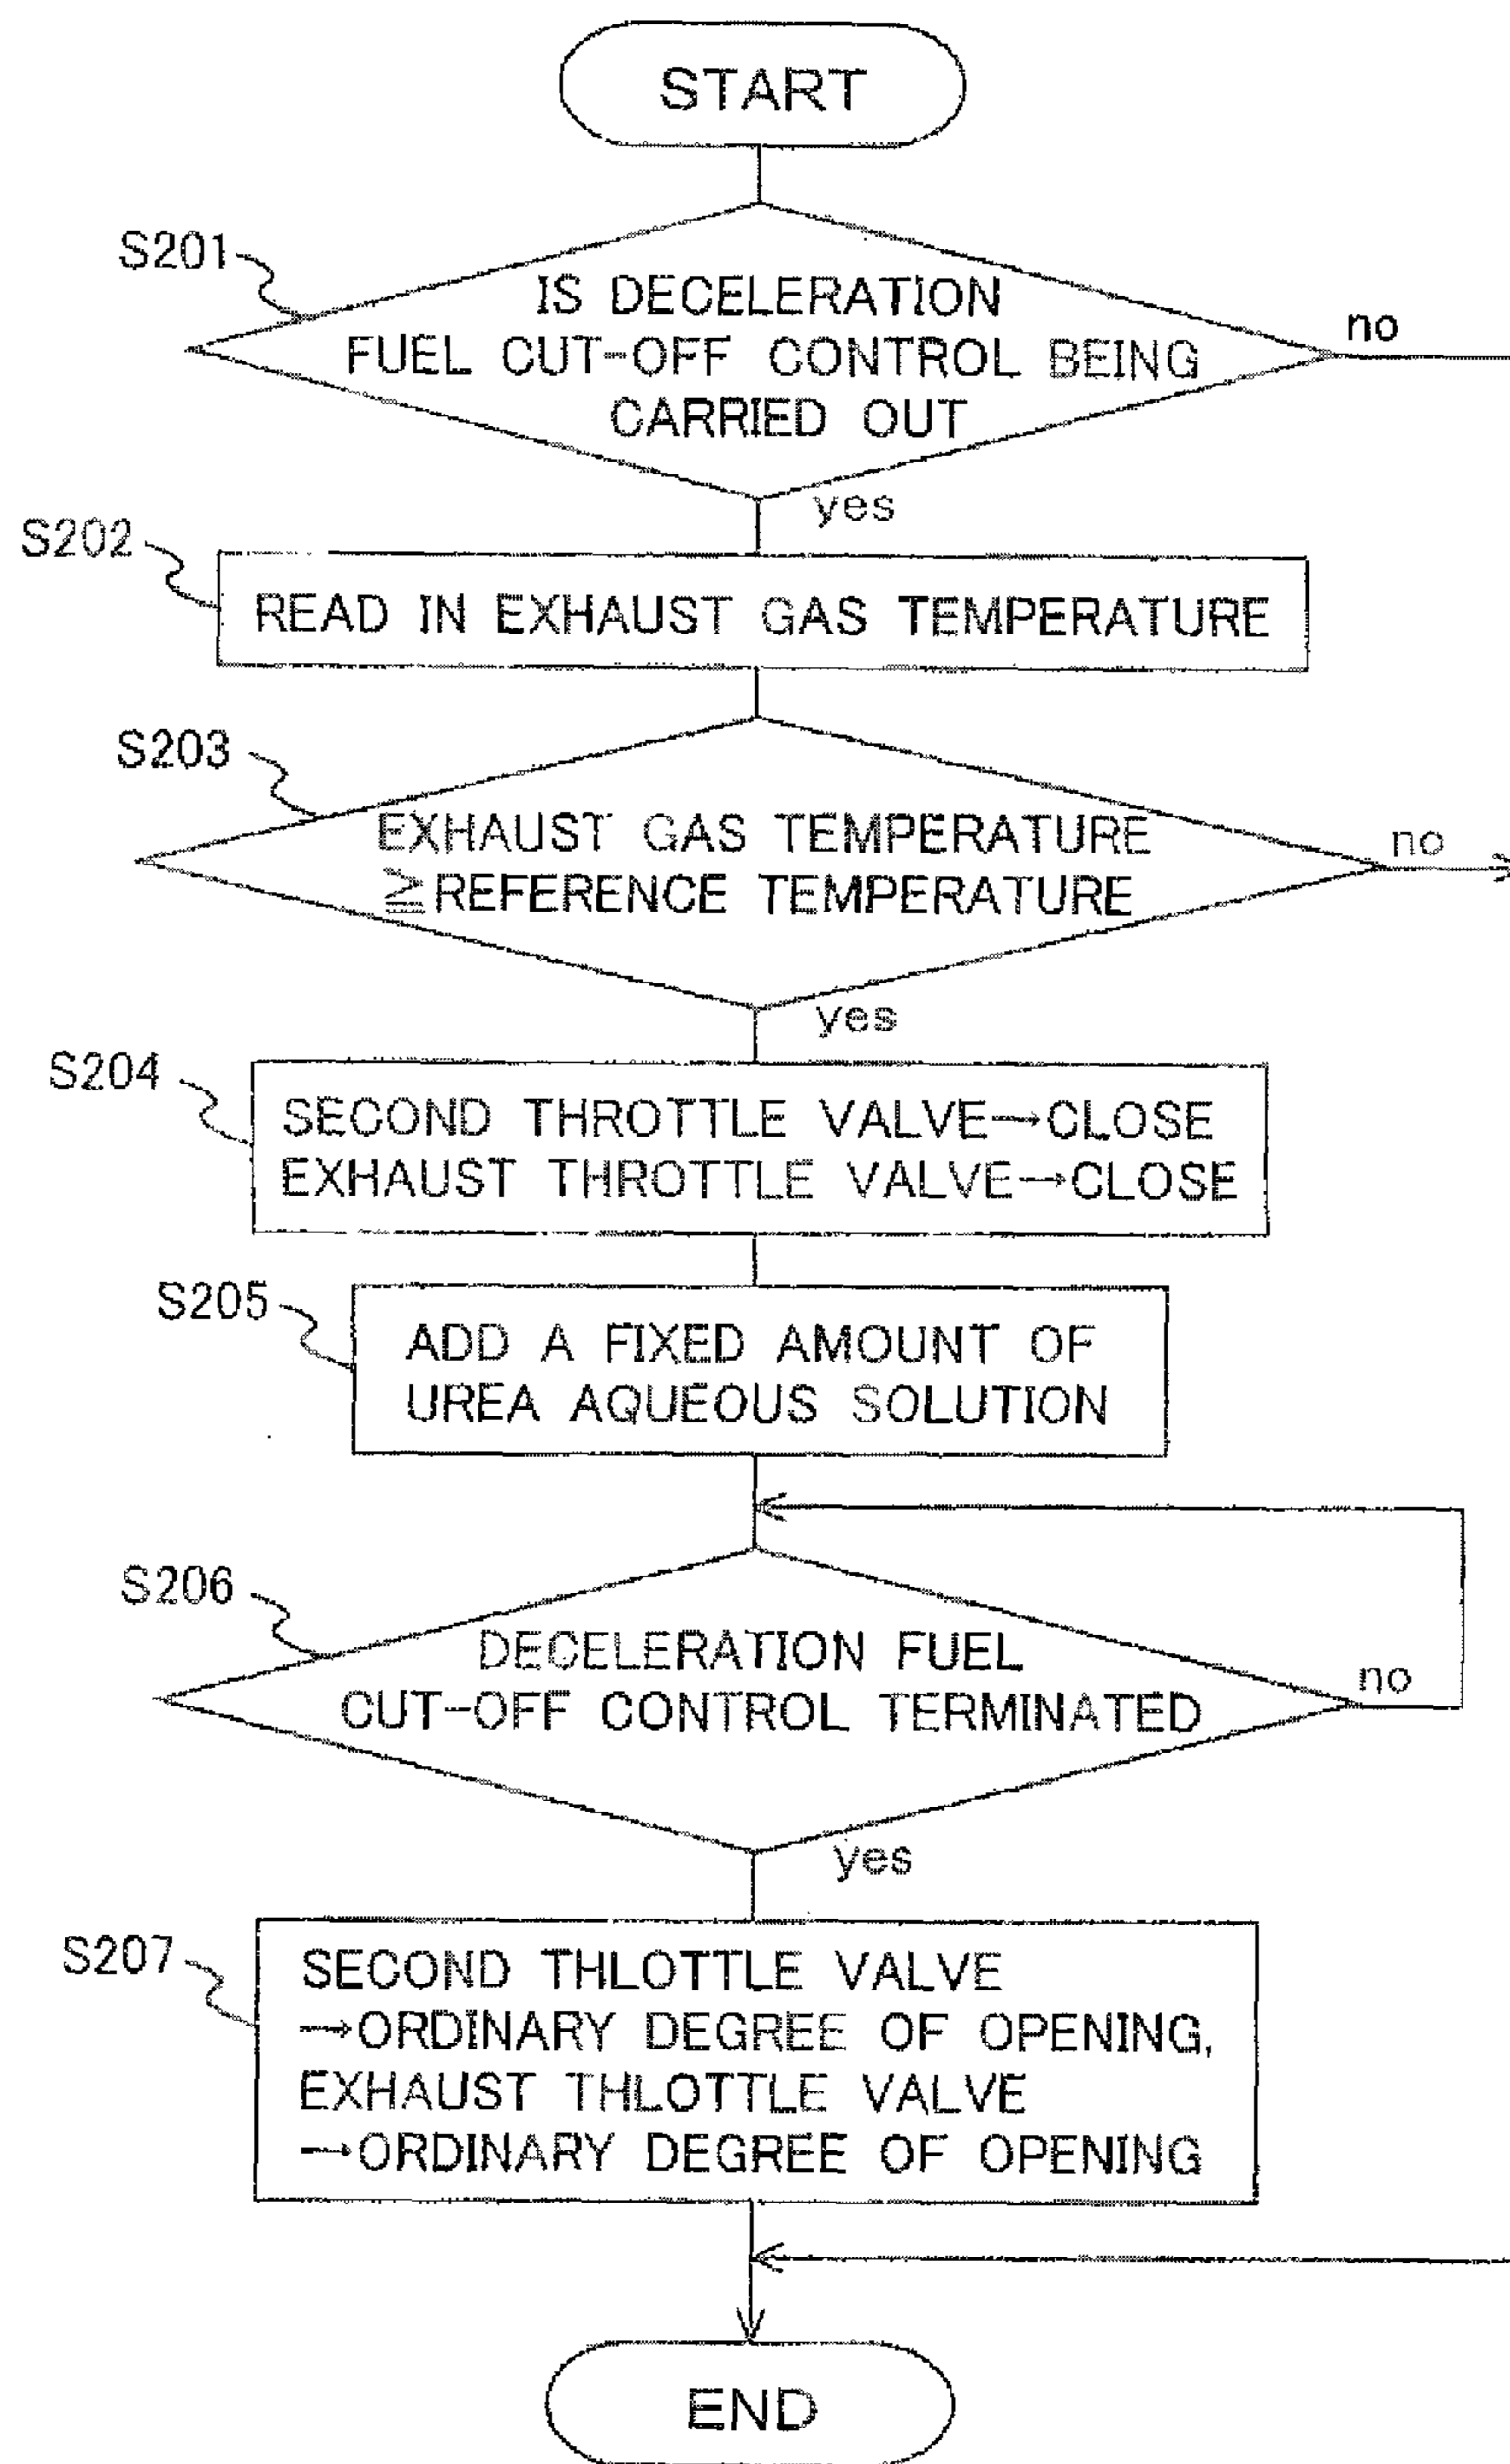 START
S201
IS DECELERATION
FUEL CUT-OFF CONTROL BEING
CARRIED OUT
no
yes
S202
READ IN EXHAUST GAS TEMPERATURE
S203
EXHAUST GAS TEMPERATURE
≧REFERENCE TEMPERATURE
no
yes
S204
SECOND THROTTLE VALVE→CLOSE
EXHAUST THROTTLE VALVE→CLOSE
S205
ADD A FIXED AMOUNT OF
UREA AQUEOUS SOLUTION
S206
DECELERATION FUEL
CUT-OFF CONTROL TERMINATED
no
yes
S207
SECOND THLOTTLE VALVE
→ORDINARY DEGREE OF OPENING,
EXHAUST THLOTTLE VALVE
→ORDINARY DEGREE OF OPENING
END